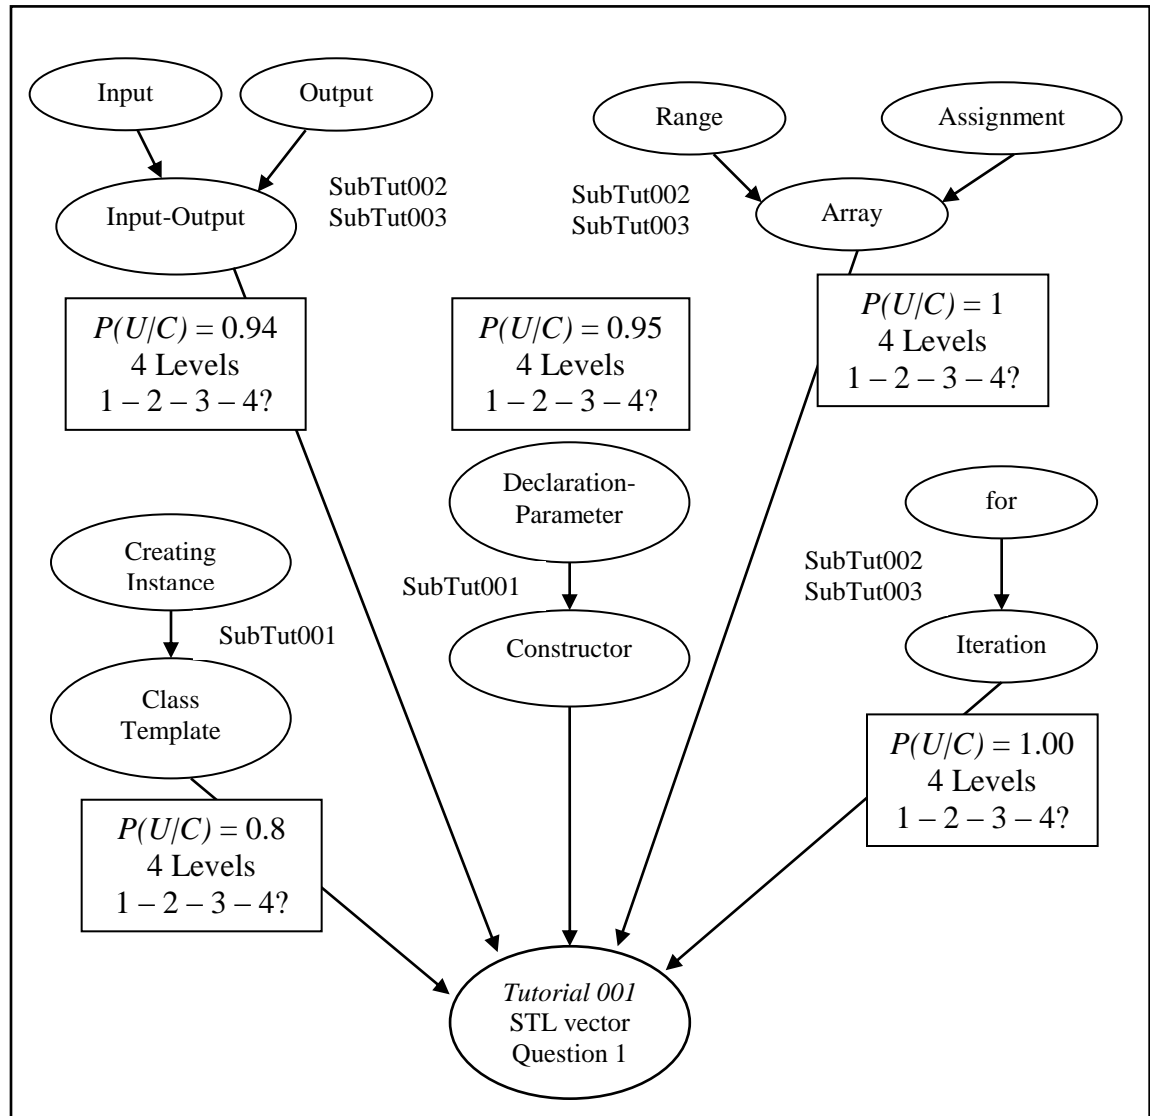 Input
Output
Range
Assignment
SubTut002
SubTut003
Input-Output
SubTut002
SubTut003
Array
P(U/C) = 0.94
4 Levels
1 – 2 – 3 – 4?
P(U/C) = 0.95
4 Levels
1 – 2 – 3 – 4?
P(U/C) = 1
4 Levels
1 – 2 – 3 – 4?
Declaration-
Parameter
for
Creating
Instance
SubTut001
SubTut002
SubTut003
SubTut001
Constructor
Iteration
Class
Template
P(U/C) = 1.00
4 Levels
1 – 2 – 3 – 4?
P(U/C) = 0.8
4 Levels
1 – 2 – 3 – 4?
Tutorial 001
STL vector
Question 1